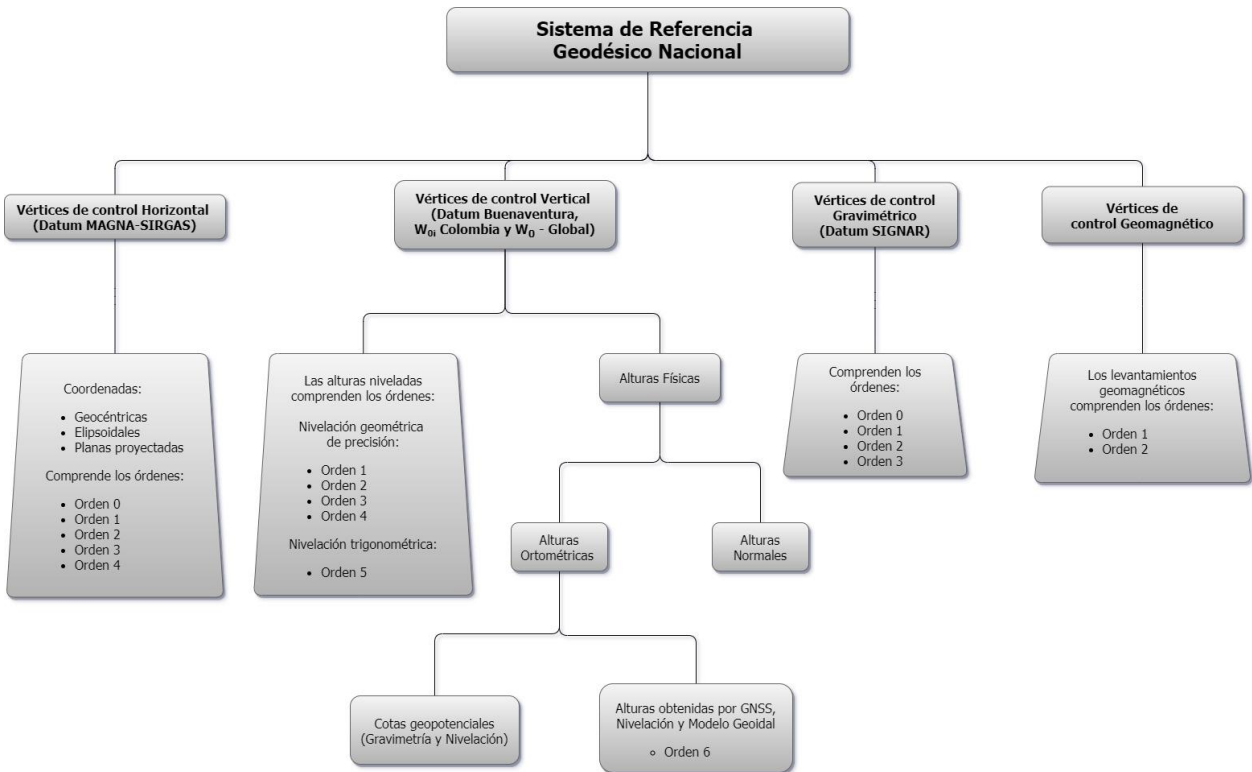 Sistema de Referencia
Geodésico Nacional
Vértices de control Horizontal
(Datum MAGNA-SIRGAS)
Vértices de control Vertical
(Datum Buenaventura,
W0i Colombia y W0 - Global)
Vértices de control
Gravimétrico
(Datum SIGNAR)
Vértices de
control Geomagnético
Coordenadas:
• Geocéntricas
• Elipsoidales
• Planas proyectadas
Comprende los órdenes:
• Orden 0
• Orden 1
• Orden 2
• Orden 3
• Orden 4
Las alturas niveladas
comprenden los órdenes:
Nivelación geométrica
de precisión:
• Orden 1
• Orden 2
• Orden 3
• Orden 4
Nivelación trigonométrica:
• Orden 5
Alturas Físicas
Comprenden los
órdenes:
• Orden 0
• Orden 1
• Orden 2
• Orden 3
Los levantamientos
geomagnéticos
comprenden los órdenes:
• Orden 1
• Orden 2
Alturas
Ortométricas
Alturas
Normales
Cotas geopotenciales
(Gravimetría y Nivelación)
Alturas obtenidas por GNSS,
Nivelación y Modelo Geoidal
○ Orden 6